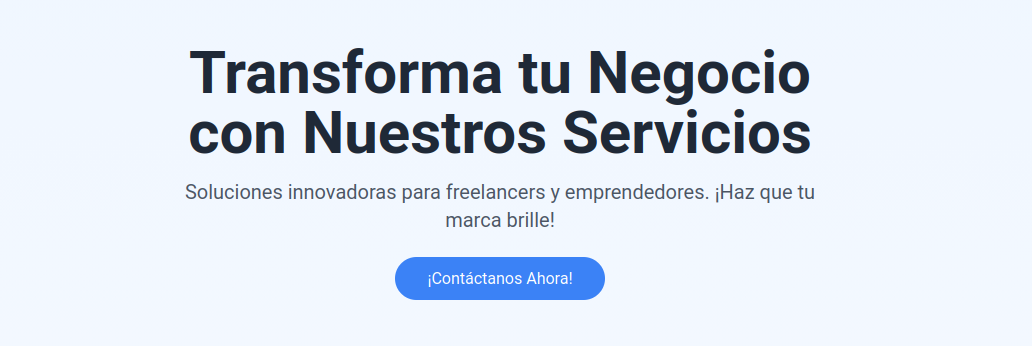 Transforma tu Negocio
con Nuestros Servicios
Soluciones innovadoras para freelancers y emprendedores. ¡Haz que tu
marca brille!
¡Contáctanos Ahora!